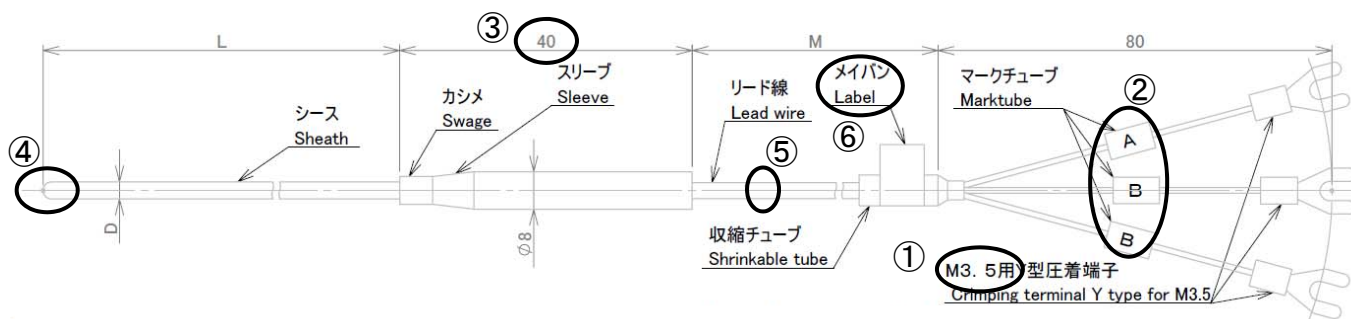 ③
L
40
M
80
スリーブ
Sleeve
メイバン
Label
マークチューブ
Marktube
②
カシメ
Swage
リード線
Lead wire
シース
Sheath
④
⑤
⑥
A
B
B
D
φ8
収縮チューブ
Shrinkable tube
①
M3. 5用Y型圧着端子
Crimping terminal Y type for M3.5